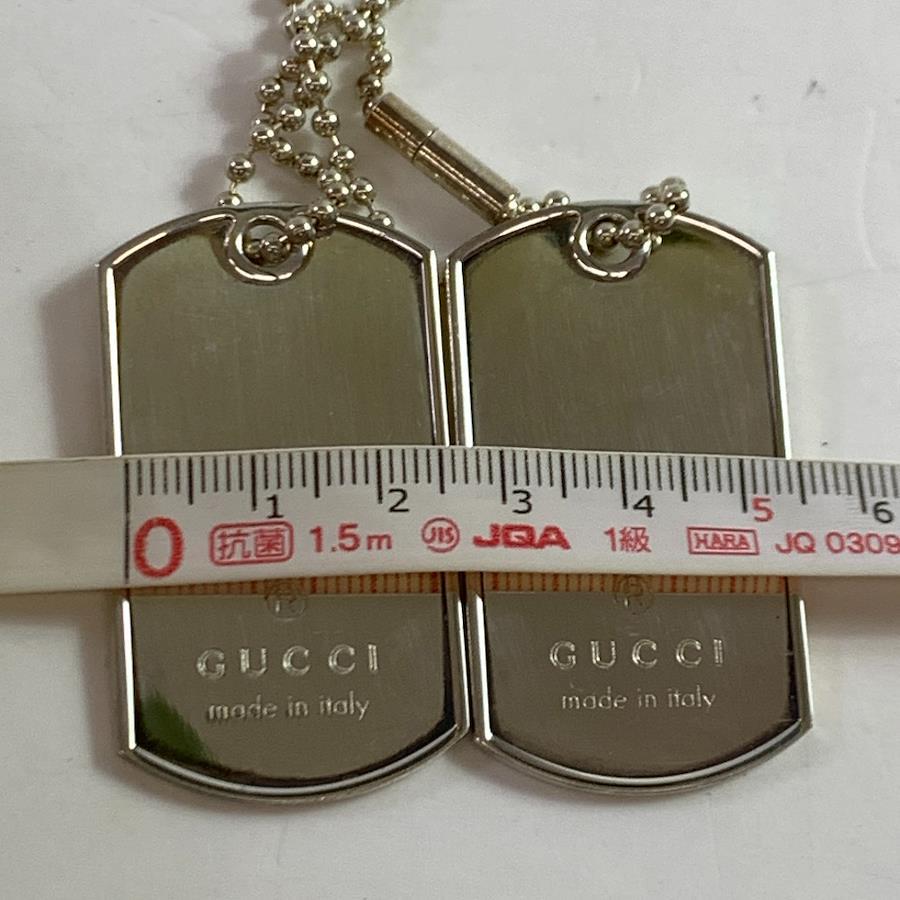 1 2 3 4 5 6
0 抗菌 1.5m JIS JQA 1級 HARA JQ 0309
® ®
GUCCI GUCCI
made in italy made in italy